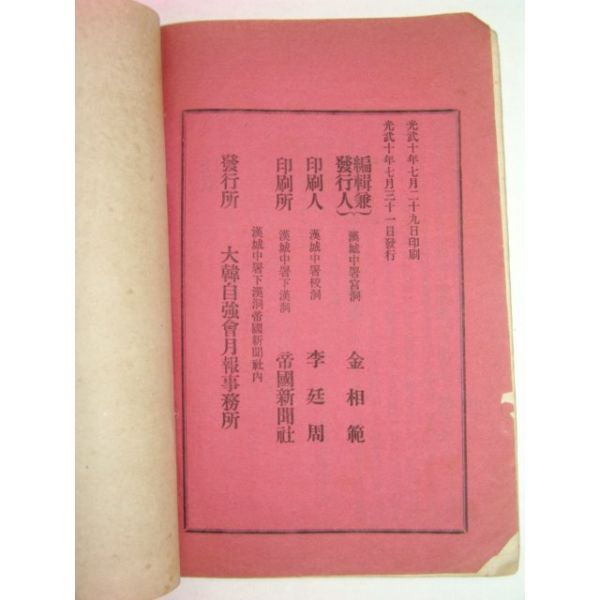 光武十年七月二十九日印刷
光武十年七月三十一日發行
編輯兼發行人 漢城中署宮洞 金相範
印刷人 漢城中署校洞 李廷周
印刷所 漢城中署下漢洞 帝國新聞社
漢城中署下漢洞帝國新聞社內
發行所 大韓自強會月報事務所